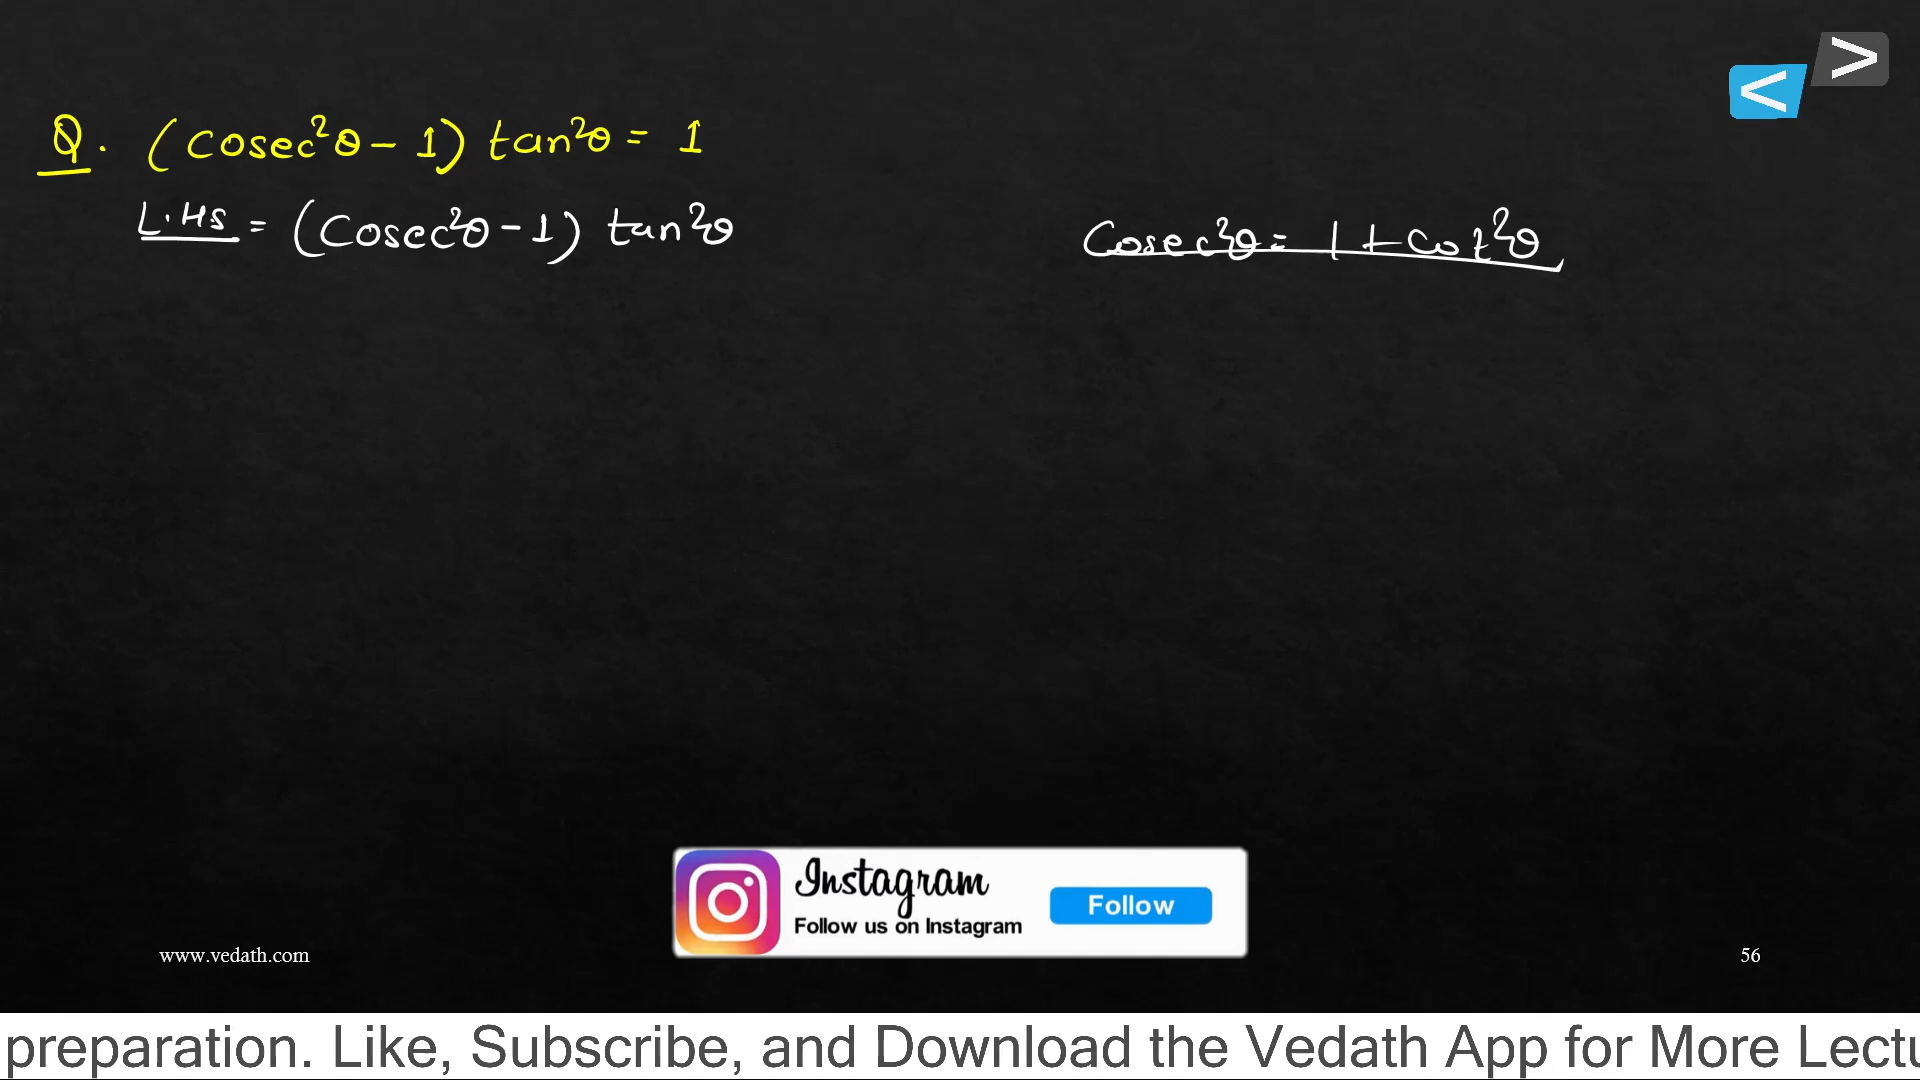 < >
Q. (cosec²θ - 1) tan²θ = 1
L.HS = (Cosec²θ - 1) tan²θ
Cosec²θ = 1 + cot²θ
Instagram
Follow us on Instagram
Follow
www.vedath.com
56
preparation. Like, Subscribe, and Download the Vedath App for More Lectu